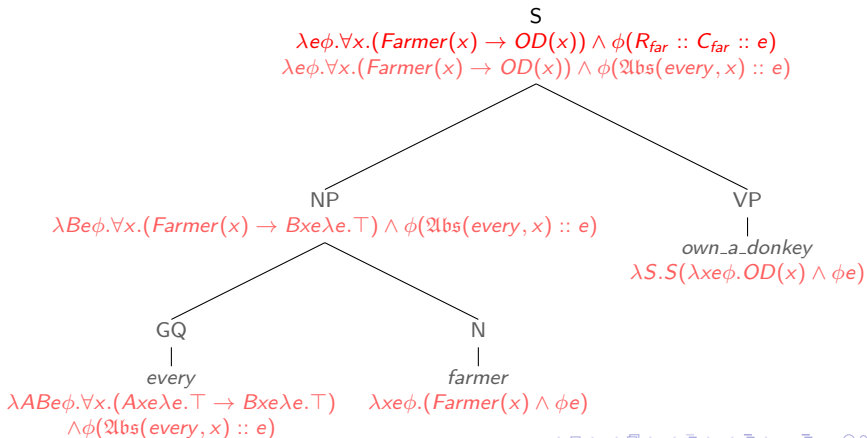 S
λeϕ.∀x.(Farmer(x) → OD(x)) ∧ ϕ(R_far :: C_far :: e)
λeϕ.∀x.(Farmer(x) → OD(x)) ∧ ϕ(𝔄𝔟𝔰(every, x) :: e)
NP
λBeϕ.∀x.(Farmer(x) → Bxeλe.⊤) ∧ ϕ(𝔄𝔟𝔰(every, x) :: e)
VP
own_a_donkey
λS.S(λxeϕ.OD(x) ∧ ϕe)
GQ
every
λABeϕ.∀x.(Axeλe.⊤ → Bxeλe.⊤)
∧ϕ(𝔄𝔟𝔰(every, x) :: e)
N
farmer
λxeϕ.(Farmer(x) ∧ ϕe)